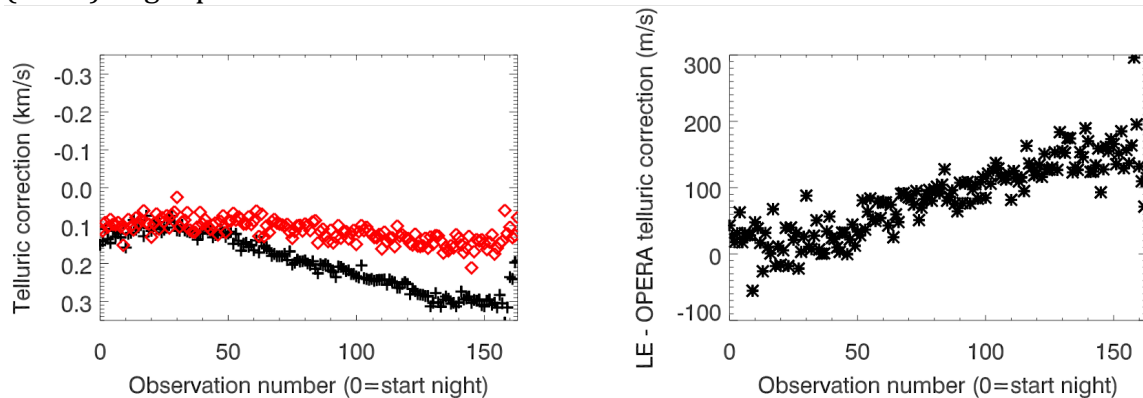 -0.3
-0.2
-0.1
0.0
0.1
0.2
0.3
Telluric correction (km/s)
0 50 100 150
Observation number (0=start night)
300
200
100
0
-100
LE - OPERA telluric correction (m/s)
0 50 100 150
Observation number (0=start night)